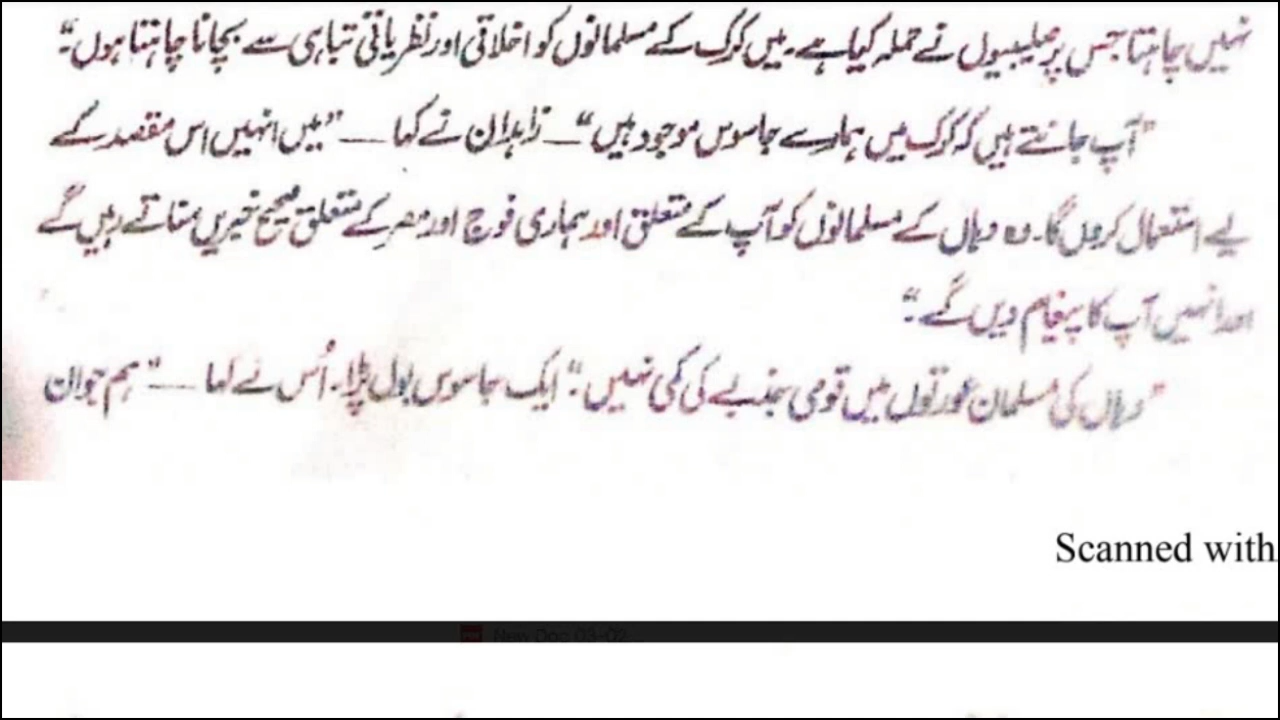 نہیں چاہتا جس پر صلیبیوں نے حملہ کیا ہے۔ میں کرک کے مسلمانوں کو اخلاقی اور نظریاتی تباہی سے بچانا چاہتا ہوں۔“
”آپ جانتے ہیں کہ کرک میں ہمارے جاسوس موجود ہیں“ — زاہدان نے کہا — ”میں انہیں اس مقصد کے
لیے استعمال کروں گا۔ وہ وہاں کے مسلمانوں کو آپ کے متعلق اور ہماری فوج اور مصر کے متعلق صحیح خبریں سناتے رہیں گے
اور انہیں آپ کا پیغام دیں گے۔“
”وہاں کی مسلمان عورتوں میں قومی جذبے کی کمی نہیں۔“ ایک جاسوس بول پڑا۔ اُس نے کہا — ”ہم جوان
Scanned with
New Doc 03-02...